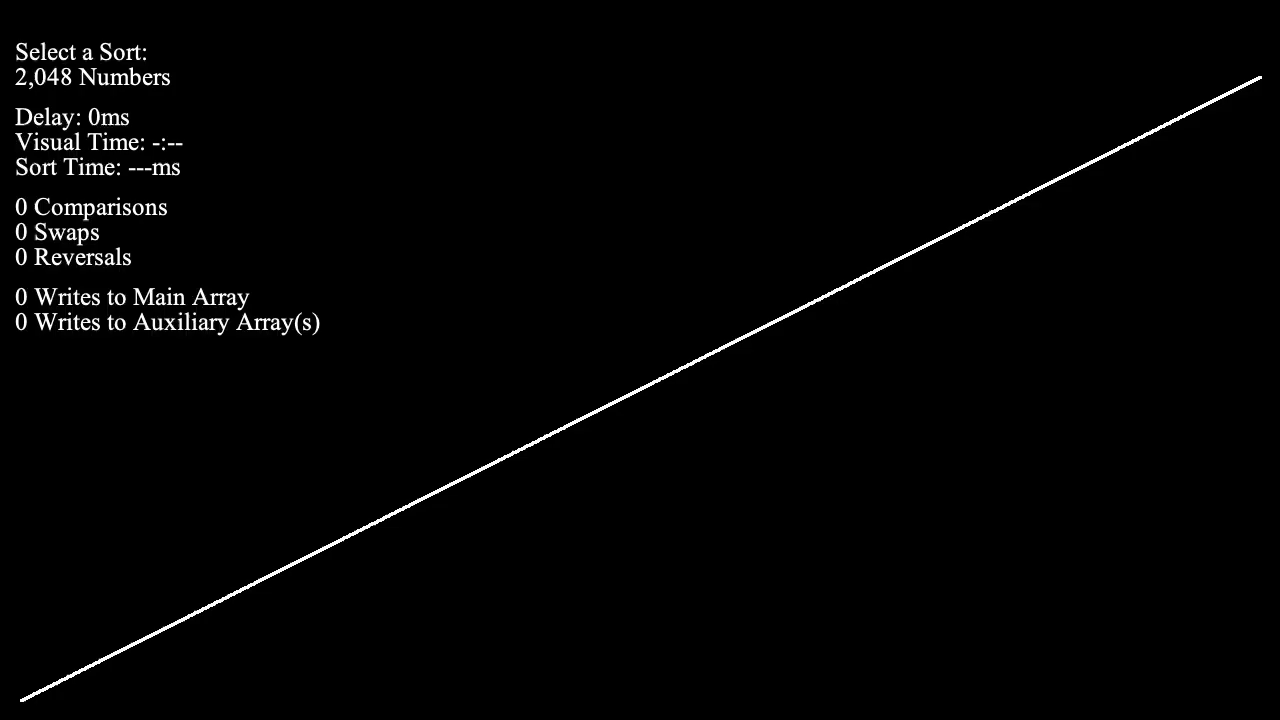 Select a Sort:
2,048 Numbers
Delay: 0ms
Visual Time: -:--
Sort Time: ---ms
0 Comparisons
0 Swaps
0 Reversals
0 Writes to Main Array
0 Writes to Auxiliary Array(s)